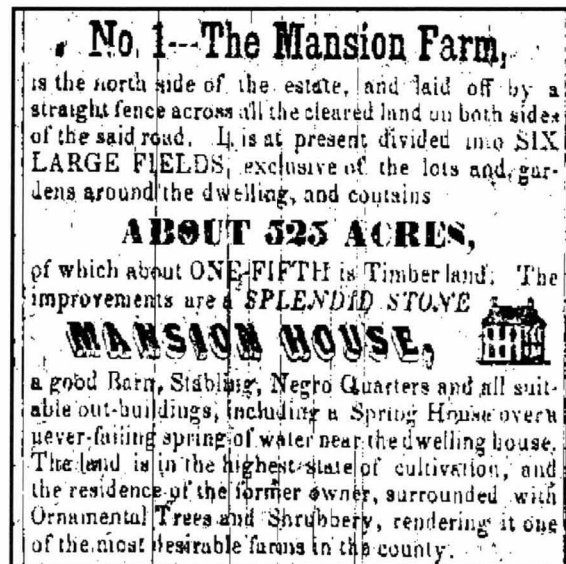 No. 1---The Mansion Farm,
is the north side of the estate, and laid off by a
straight fence across all the cleared land on both sides
of the said road. It is at present divided into SIX
LARGE FIELDS, exclusive of the lots and gar-
dens around the dwelling, and contains
ABOUT 525 ACRES,
of which about ONE-FIFTH is Timber land. The
improvements are a SPLENDID STONE
MANSION HOUSE,
a good Barn, Stabling, Negro Quarters and all suit-
able out-buildings, including a Spring House over a
never-failing spring of water near the dwelling house.
The land is in the highest state of cultivation, and
the residence of the former owner, surrounded with
Ornamental Trees and Shrubbery, rendering it one
of the most desirable farms in the county.